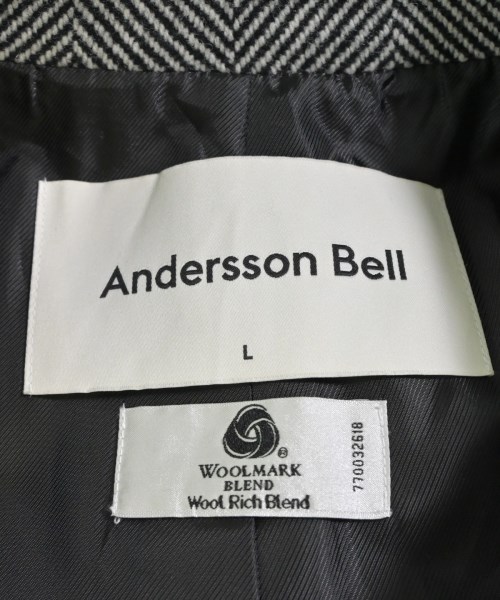 Andersson Bell
L
WOOLMARK
BLEND
Wool Rich Blend
770032618